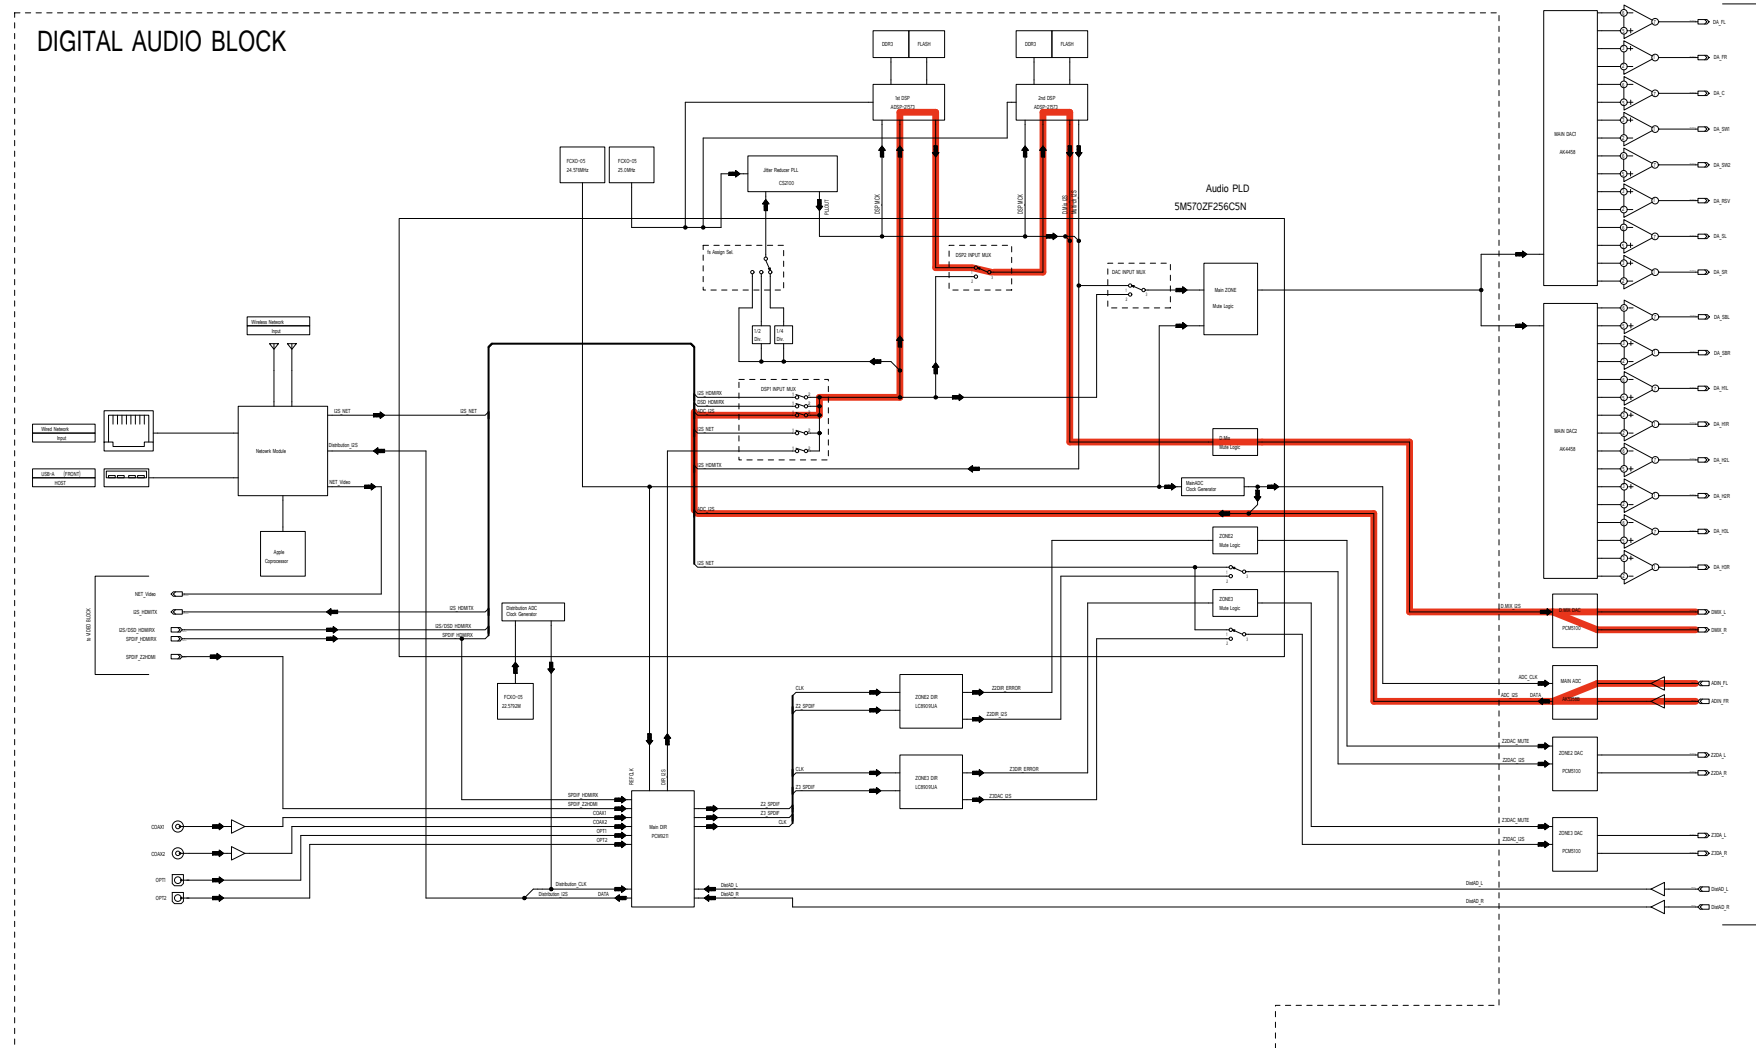 DIGITAL AUDIO BLOCK
DDR3
FLASH
DDR3
FLASH
1st DSP
ADSP-21573
2nd DSP
ADSP-21573
FCXO-05
24.576MHz
FCXO-05
25.0MHz
Jitter Reducer PLL
CS2100
PLLOUT
DSP MCK
DSP MCK
D.Mix I2S
Audio PLD
5M570ZF256C5N
fs Assign Sel.
1/2
Div.
1/4
Div.
DSP2 INPUT MUX
DAC INPUT MUX
Main ZONE
Mute Logic
DSP1 INPUT MUX
I2S_HDMIRX
DSD_HDMIRX
ADC_I2S
I2S_NET
I2S_HDMITX
D.Mix
Mute Logic
MainADC
Clock Generator
ADC_I2S
I2S_NET
ZONE2
Mute Logic
ZONE3
Mute Logic
Wireless Network
Input
Wired Network
Input
USB-A (FRONT)
HOST
Network Module
I2S_NET
I2S_NET
Distribution_I2S
NET_Video
Apple
Coprocessor
to VIDEO BLOCK
NET_Video
I2S_HDMITX
I2S/DSD_HDMIRX
SPDIF_HDMIRX
SPDIF_Z2HDMI
I2S_HDMITX
I2S/DSD_HDMIRX
SPDIF_HDMIRX
Distribution ADC
Clock Generator
FCXO-05
22.5792M
REFCLK
DIR_I2S
Main DIR
PCM9211
SPDIF_HDMIRX
SPDIF_Z2HDMI
COAX1
COAX2
OPT1
OPT2
COAX1
COAX2
OPT1
OPT2
Distribution_CLK
Distribution_I2S
DATA
Z2_SPDIF
Z3_SPDIF
CLK
DistAD_L
DistAD_R
CLK
Z2_SPDIF
ZONE2 DIR
LC89091JA
Z2DIR_ERROR
Z2DIR_I2S
CLK
Z3_SPDIF
ZONE3 DIR
LC89091JA
Z3DIR_ERROR
Z3DAC_I2S
MAIN DAC1
AK4458
MAIN DAC2
AK4458
DA_FL
DA_FR
DA_C
DA_SW1
DA_SW2
DA_RSV
DA_SL
DA_SR
DA_SBL
DA_SBR
DA_H1L
DA_H1R
DA_H2L
DA_H2R
DA_H3L
DA_H3R
D.MIX_I2S
D.MIX DAC
PCM5100
DMIX_L
DMIX_R
ADC_CLK
ADC_I2S
DATA
MAIN ADC
ADIN_FL
ADIN_FR
Z2DAC_MUTE
Z2DAC_I2S
ZONE2 DAC
PCM5100
Z2DA_L
Z2DA_R
Z3DAC_MUTE
Z3DAC_I2S
ZONE3 DAC
PCM5100
Z3DA_L
Z3DA_R
DistAD_L
DistAD_R
DistAD_L
DistAD_R